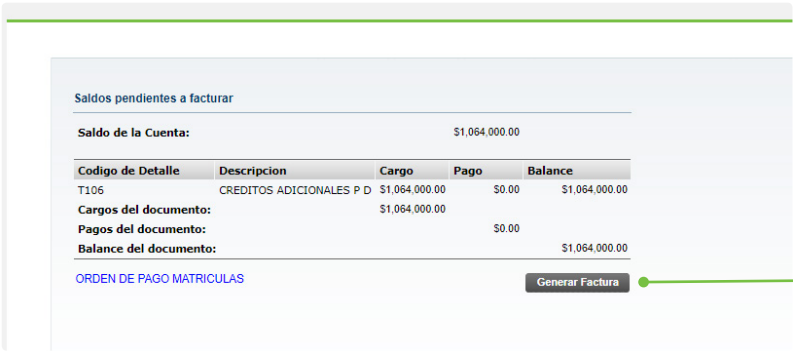 Saldos pendientes a facturar
Saldo de la Cuenta: $1,064,000.00
Codigo de Detalle Descripcion Cargo Pago Balance
T106 CREDITOS ADICIONALES P D $1,064,000.00 $0.00 $1,064,000.00
Cargos del documento: $1,064,000.00
Pagos del documento: $0.00
Balance del documento: $1,064,000.00
ORDEN DE PAGO MATRICULAS Generar Factura